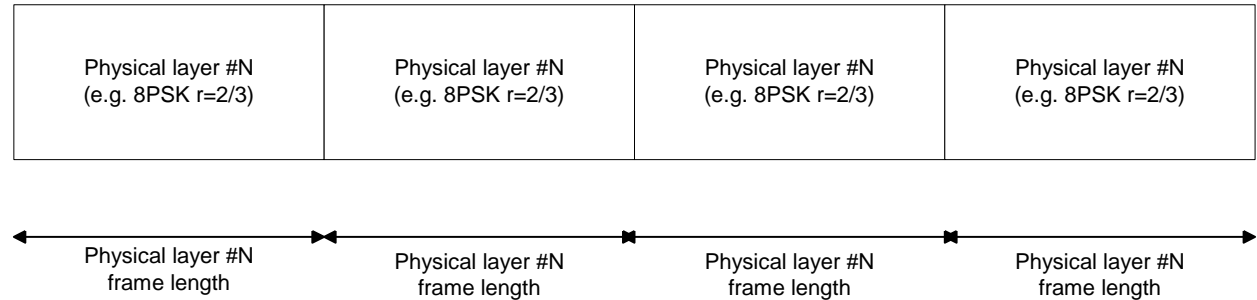 Physical layer #N
(e.g. 8PSK r=2/3)
Physical layer #N
(e.g. 8PSK r=2/3)
Physical layer #N
(e.g. 8PSK r=2/3)
Physical layer #N
(e.g. 8PSK r=2/3)
Physical layer #N
frame length
Physical layer #N
frame length
Physical layer #N
frame length
Physical layer #N
frame length